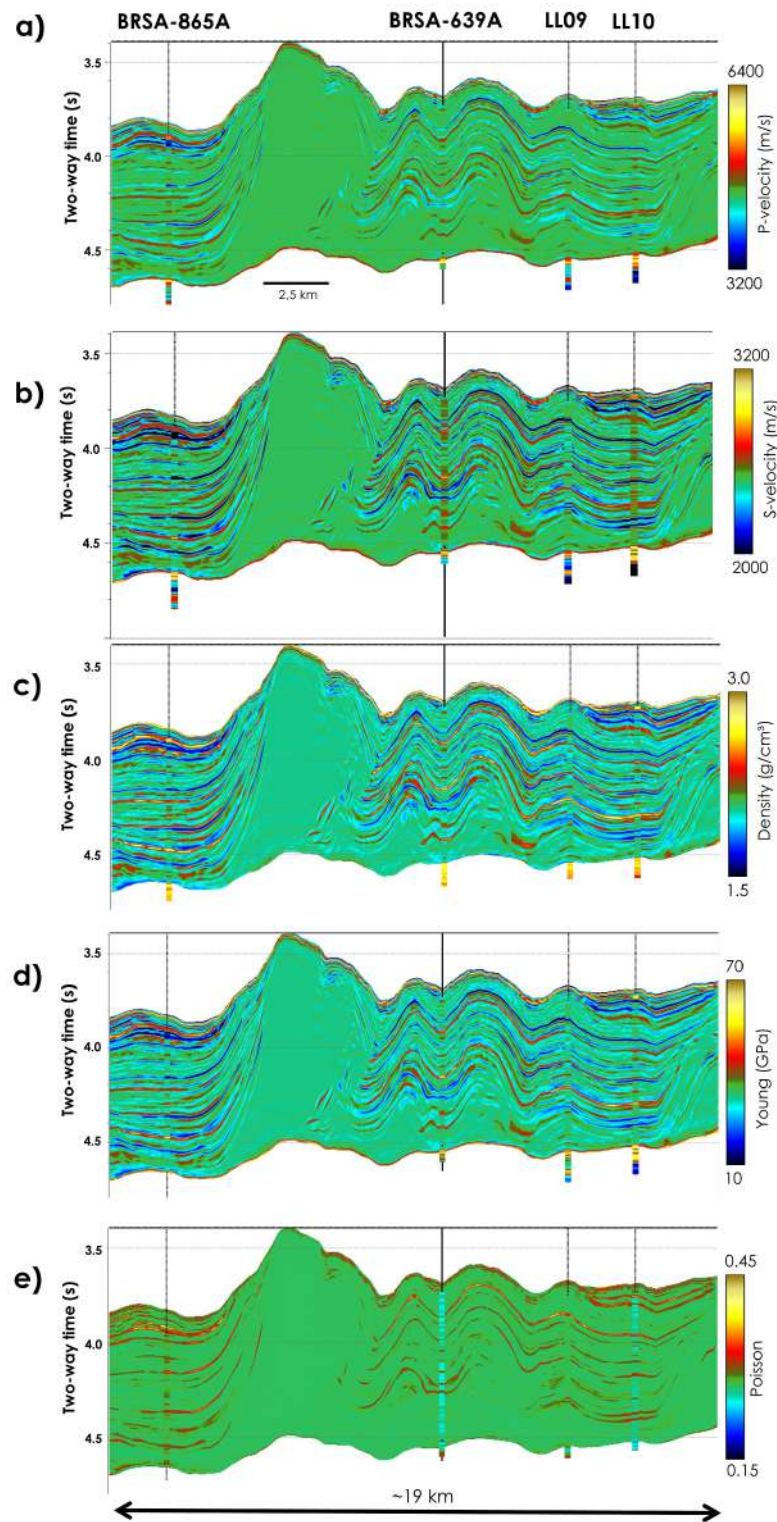 BRSA-865A BRSA-639A LL09 LL10
a)
Two-way time (s)
3.5
4.0
4.5
2,5 km
6400
P-velocity (m/s)
3200
b)
Two-way time (s)
3.5
4.0
4.5
3200
S-velocity (m/s)
2000
c)
Two-way time (s)
3.5
4.0
4.5
3.0
Density (g/cm³)
1.5
d)
Two-way time (s)
3.5
4.0
4.5
70
Young (GPa)
10
e)
Two-way time (s)
3.5
4.0
4.5
0.45
Poisson
0.15
~19 km